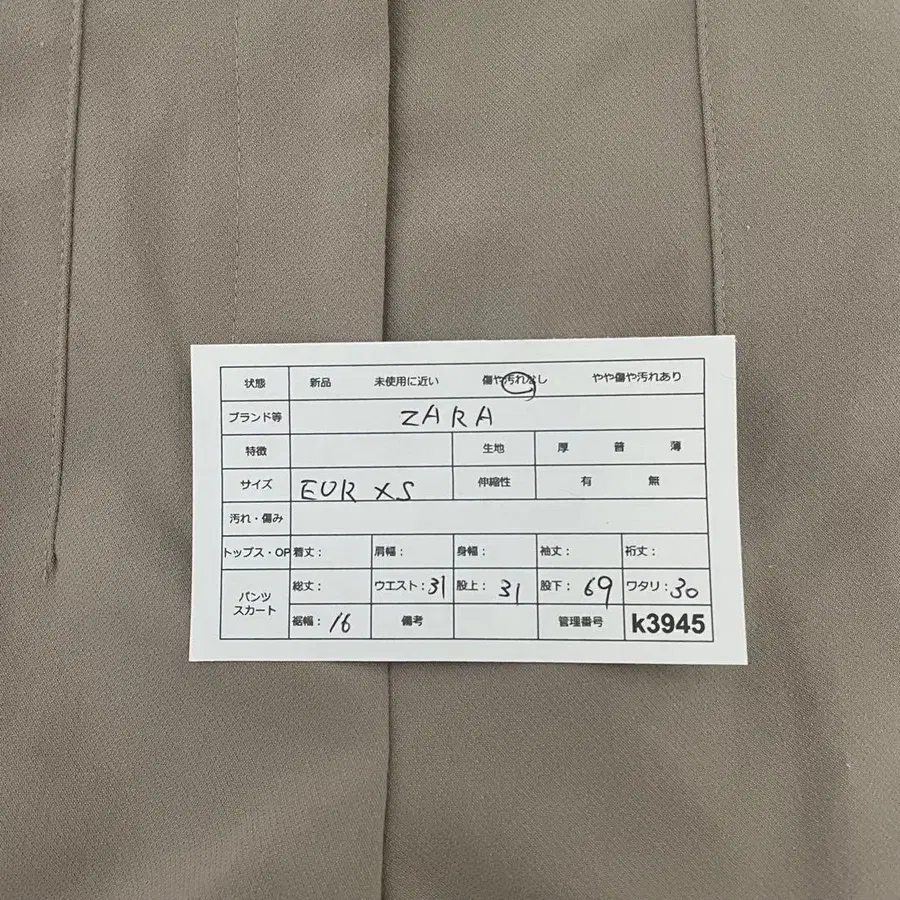 状態 新品 未使用に近い 傷や汚れなし やや傷や汚れあり
ブランド等 ZARA
特徴 生地 厚 普 薄
サイズ EUR XS 伸縮性 有 無
汚れ・傷み
トップス・OP 着丈： 肩幅： 身幅： 袖丈： 裄丈：
パンツ スカート 総丈： ウエスト：31 股上：31 股下：69 ワタリ：30
裾幅：16 備考 管理番号 k3945